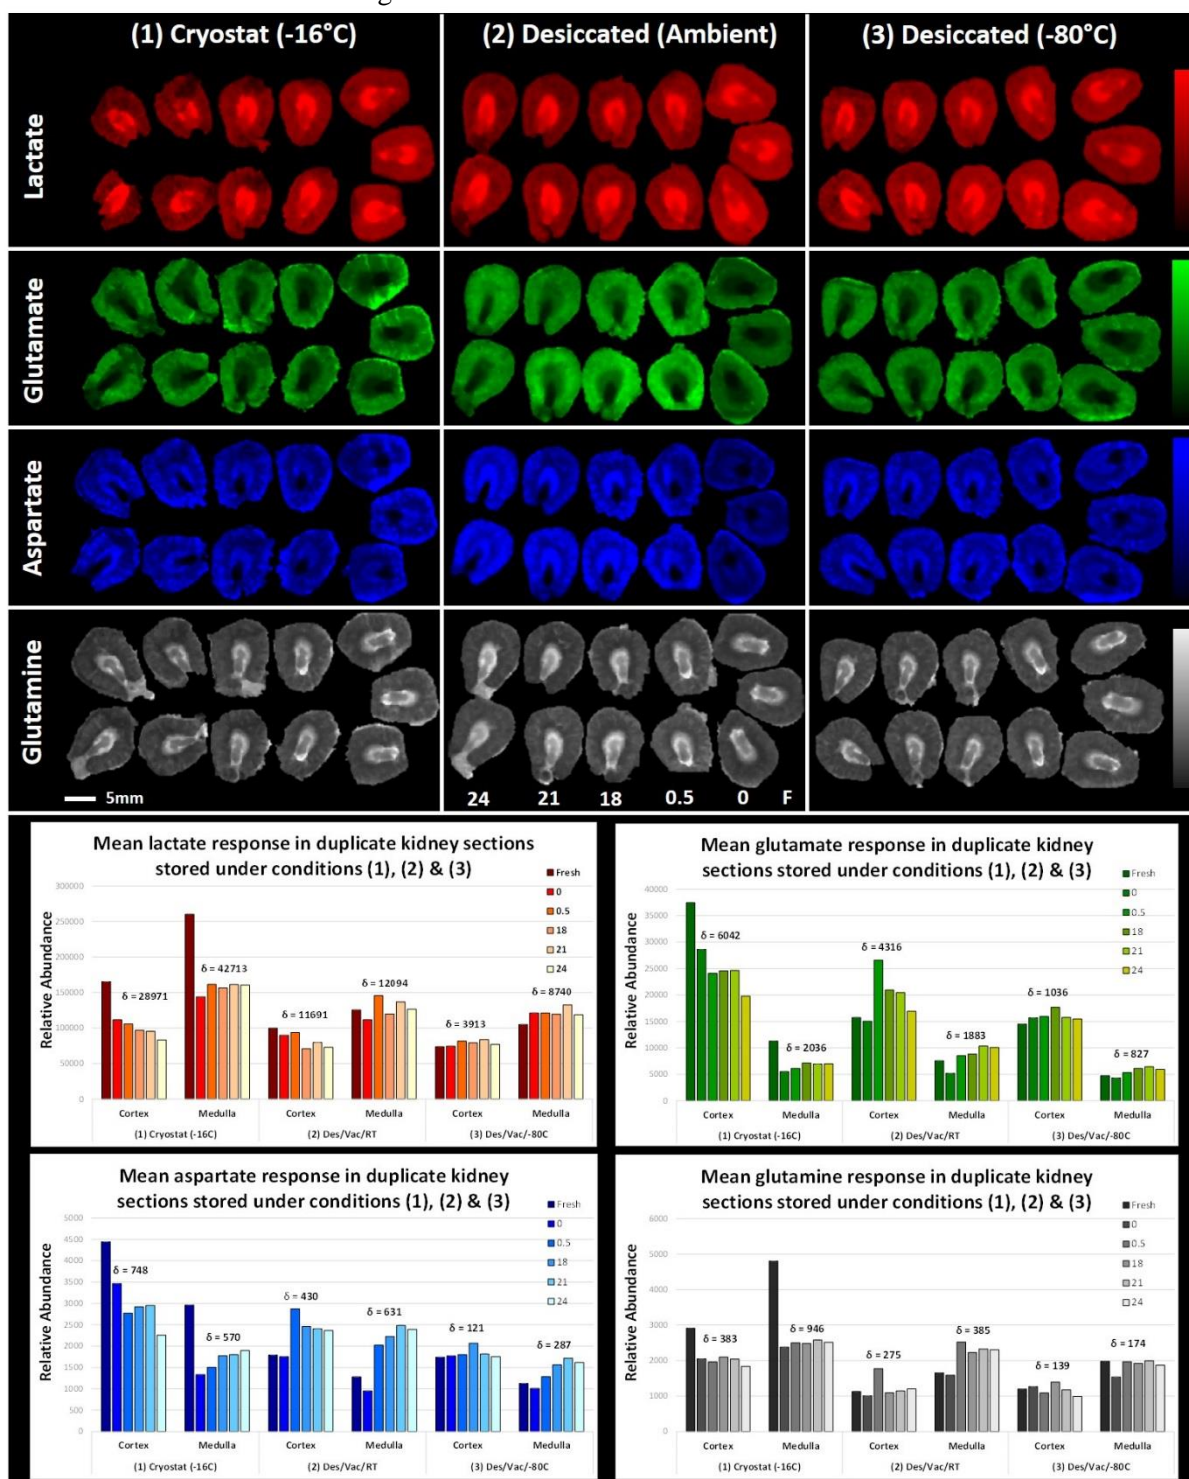 (1) Cryostat (-16°C)
(2) Desiccated (Ambient)
(3) Desiccated (-80°C)
Lactate
Glutamate
Aspartate
Glutamine
5mm
24 21 18 0.5 0 F
Mean lactate response in duplicate kidney sections
stored under conditions (1), (2) & (3)
Relative Abundance
300000
250000
200000
150000
100000
50000
0
Fresh
0
0.5
18
21
24
δ = 28971
δ = 42713
δ = 11691
δ = 12094
δ = 3913
δ = 8740
Cortex Medulla Cortex Medulla Cortex Medulla
(1) Cryostat (-16C) (2) Des/Vac/RT (3) Des/Vac/-80C
Mean glutamate response in duplicate kidney
sections stored under conditions (1), (2) & (3)
Relative Abundance
40000
35000
30000
25000
20000
15000
10000
5000
0
Fresh
0
0.5
18
21
24
δ = 6042
δ = 2036
δ = 4316
δ = 1883
δ = 1036
δ = 827
Cortex Medulla Cortex Medulla Cortex Medulla
(1) Cryostat (-16C) (2) Des/Vac/RT (3) Des/Vac/-80C
Mean aspartate response in duplicate kidney
sections stored under conditions (1), (2) & (3)
Relative Abundance
5000
4500
4000
3500
3000
2500
2000
1500
1000
500
0
Fresh
0
0.5
18
21
24
δ = 748
δ = 570
δ = 430
δ = 631
δ = 121
δ = 287
Cortex Medulla Cortex Medulla Cortex Medulla
(1) Cryostat (-16C) (2) Des/Vac/RT (3) Des/Vac/-80C
Mean glutamine response in duplicate kidney
sections stored under conditions (1), (2) & (3)
Relative Abundance
6000
5000
4000
3000
2000
1000
0
Fresh
0
0.5
18
21
24
δ = 383
δ = 946
δ = 275
δ = 385
δ = 139
δ = 174
Cortex Medulla Cortex Medulla Cortex Medulla
(1) Cryostat (-16C) (2) Des/Vac/RT (3) Des/Vac/-80C